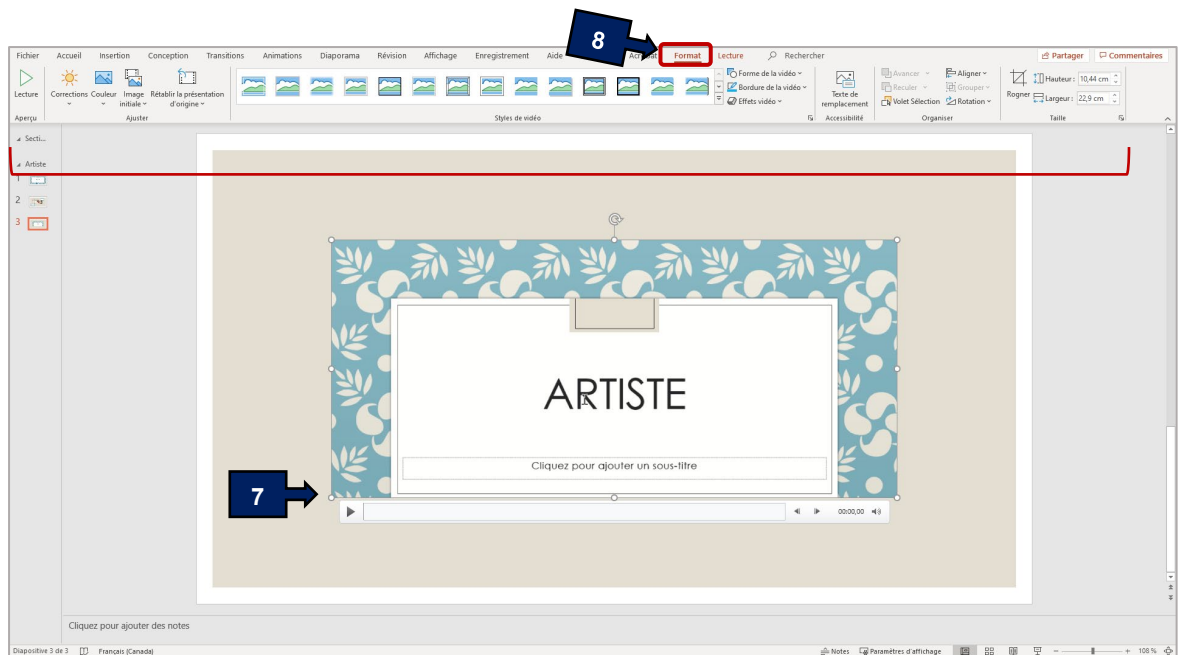 8
Fichier Accueil Insertion Conception Transitions Animations Diaporama Révision Affichage Enregistrement Aide Format Lecture Rechercher Partager Commentaires
Lecture Corrections Couleur Image initiale Rétablir la présentation d'origine
Forme de la vidéo
Bordure de la vidéo
Effets vidéo
Texte de remplacement
Avancer Aligner
Reculer Grouper
Volet Sélection Rotation
Rogner Hauteur : 10,44 cm
Largeur : 22,9 cm
Aperçu Ajuster Styles de vidéo Accessibilité Organiser Taille
Secti...
Artiste
1
2
3
ARTISTE
Cliquez pour ajouter un sous-titre
7
00:00,00
Cliquez pour ajouter des notes
Diapositive 3 de 3 Français (Canada) Notes Paramètres d'affichage 108 %